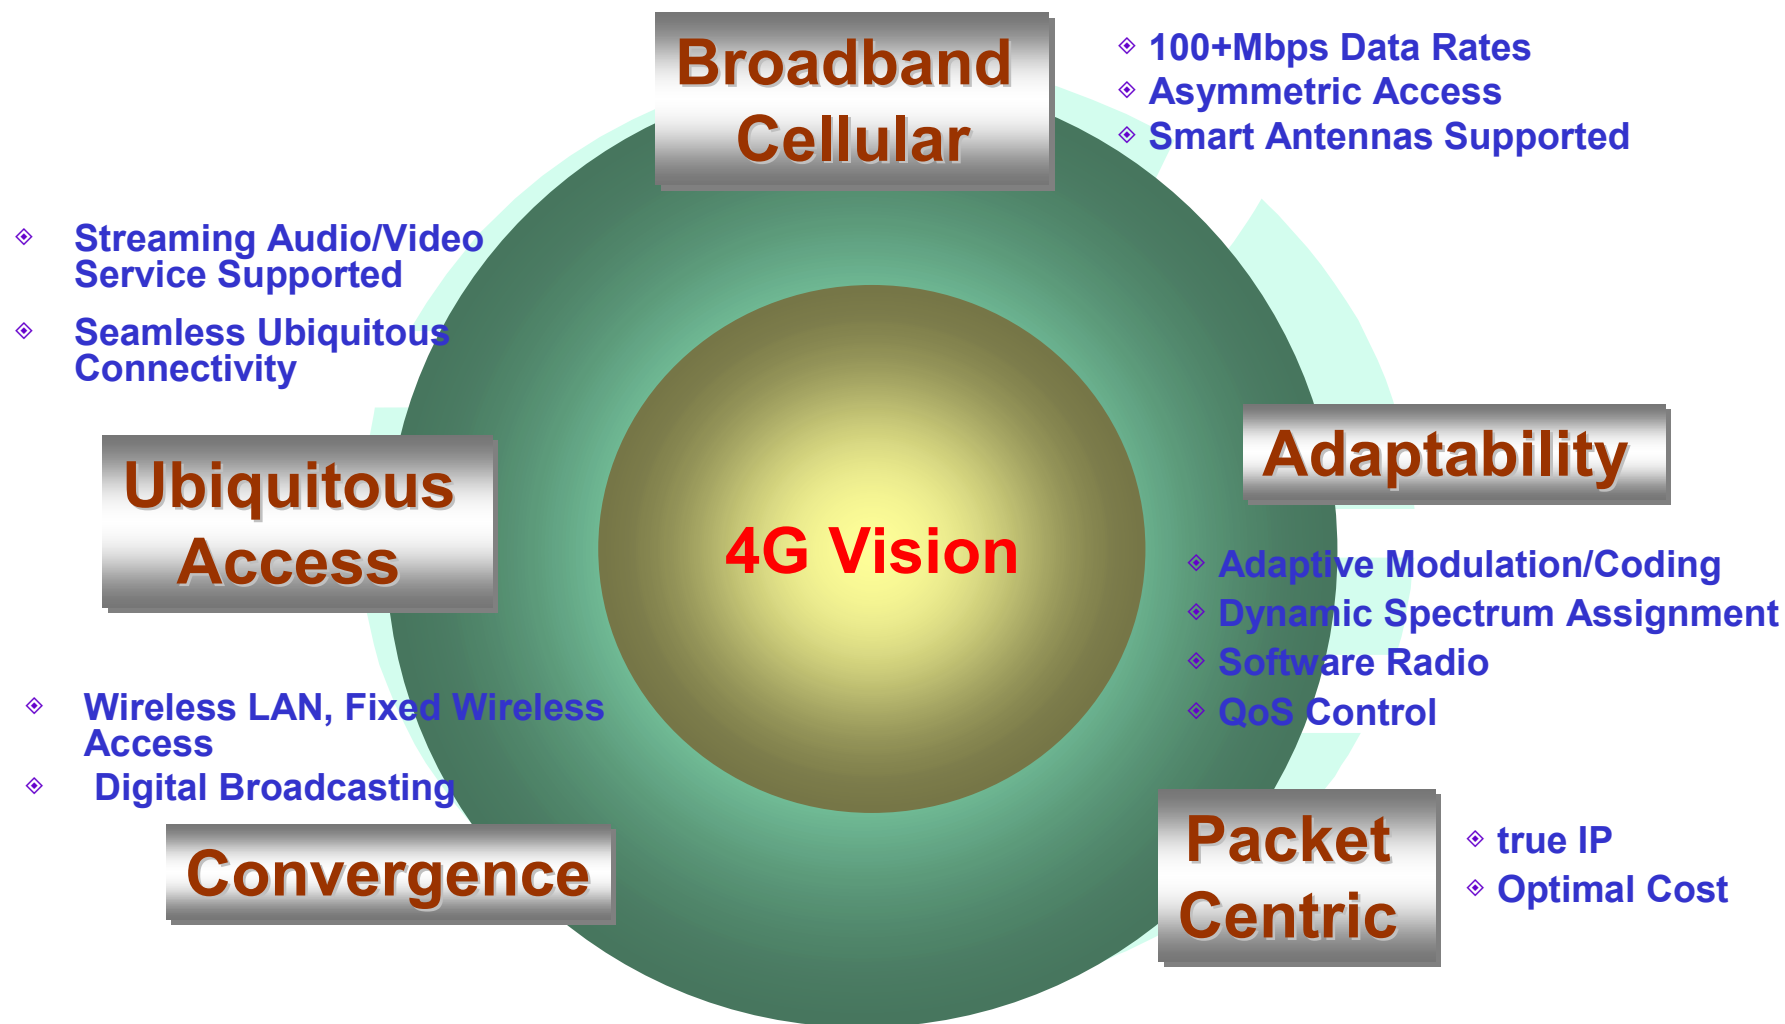 Broadband
Cellular
100+Mbps Data Rates
Asymmetric Access
Smart Antennas Supported
Streaming Audio/Video
Service Supported
Seamless Ubiquitous
Connectivity
Ubiquitous
Access
4G Vision
Adaptability
Adaptive Modulation/Coding
Dynamic Spectrum Assignment
Software Radio
QoS Control
Wireless LAN, Fixed Wireless
Access
Digital Broadcasting
Convergence
Packet
Centric
true IP
Optimal Cost